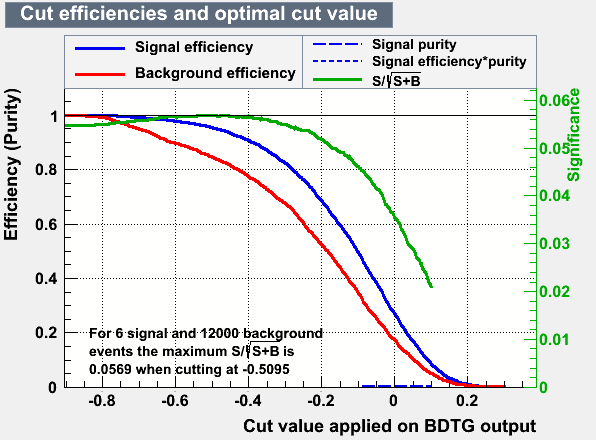 Cut efficiencies and optimal cut value
Signal efficiency
Background efficiency
Signal purity
Signal efficiency*purity
S/√S+B
Efficiency (Purity)
1
0.8
0.6
0.4
0.2
0
0.06
0.05
0.04
0.03
0.02
0.01
0
Significance
For 6 signal and 12000 background
events the maximum S/√S+B is
0.0569 when cutting at -0.5095
-0.8 -0.6 -0.4 -0.2 0 0.2
Cut value applied on BDTG output